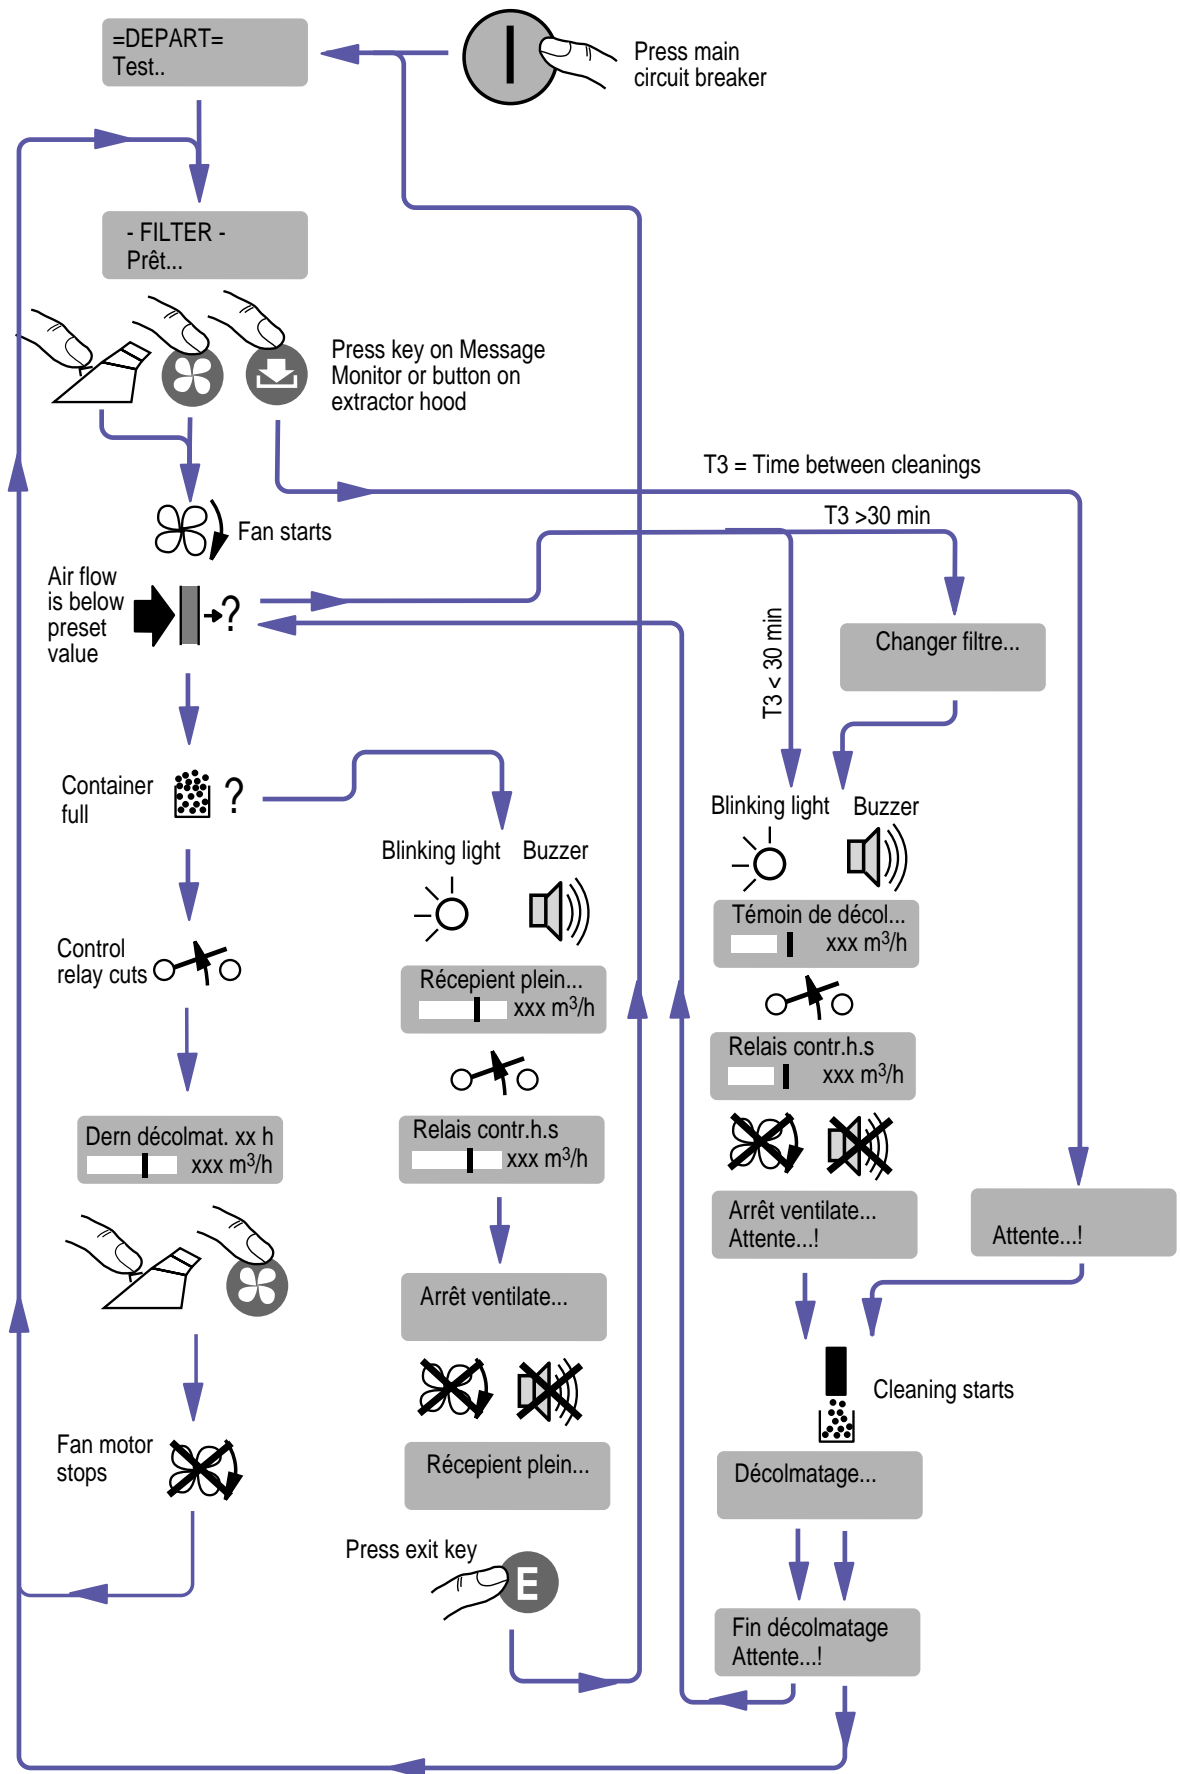 =DEPART=
Test..
Press main
circuit breaker
- FILTER -
Prêt...
Press key on Message
Monitor or button on
extractor hood
T3 = Time between cleanings
T3 >30 min
Fan starts
Air flow
is below
preset
value
?
T3 < 30 min
Changer filtre...
Container
full
?
Blinking light Buzzer
Blinking light Buzzer
Témoin de décol...
xxx m³/h
Control
relay cuts
Récepient plein...
xxx m³/h
Relais contr.h.s
xxx m³/h
Dern décolmat. xx h
xxx m³/h
Relais contr.h.s
xxx m³/h
Arrêt ventilate...
Attente...!
Attente...!
Arrêt ventilate...
Cleaning starts
Fan motor
stops
Récepient plein...
Décolmatage...
Press exit key
E
Fin décolmatage
Attente...!